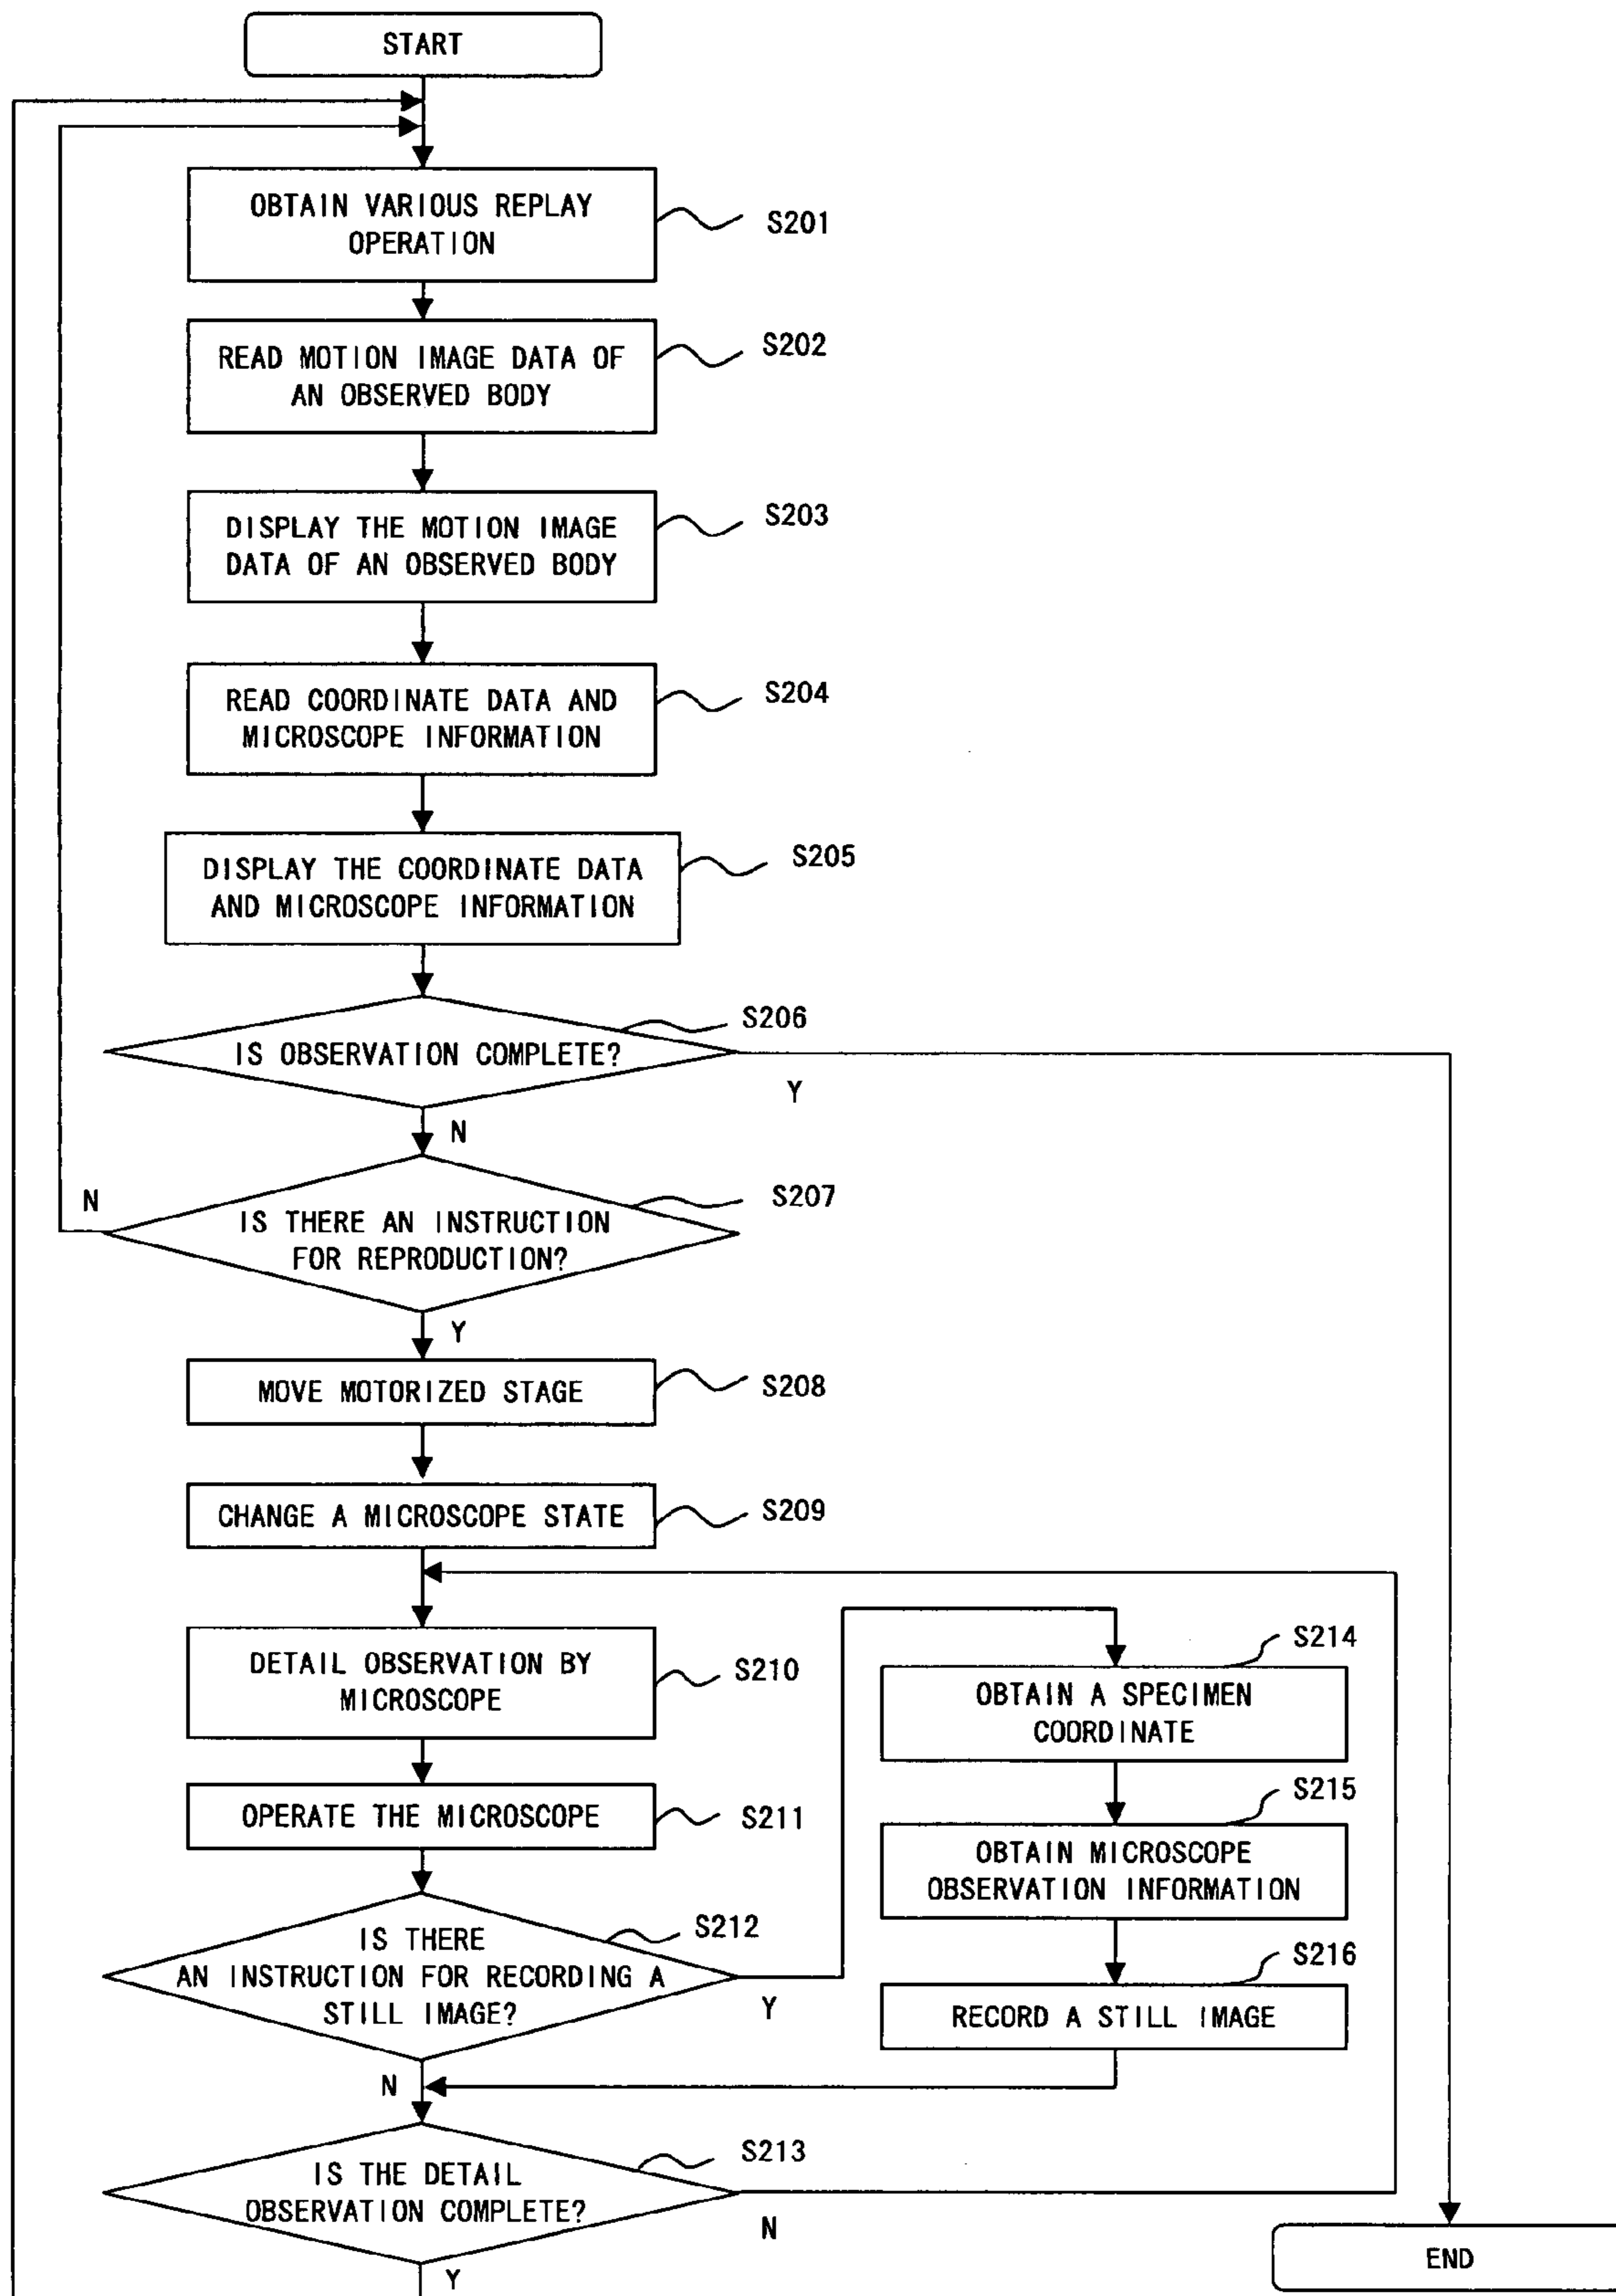 START
OBTAIN VARIOUS REPLAY
OPERATION
S201
READ MOTION IMAGE DATA OF
AN OBSERVED BODY
S202
DISPLAY THE MOTION IMAGE
DATA OF AN OBSERVED BODY
S203
READ COORDINATE DATA AND
MICROSCOPE INFORMATION
S204
DISPLAY THE COORDINATE DATA
AND MICROSCOPE INFORMATION
S205
IS OBSERVATION COMPLETE?
S206
Y
N
IS THERE AN INSTRUCTION
FOR REPRODUCTION?
S207
N
Y
MOVE MOTORIZED STAGE
S208
CHANGE A MICROSCOPE STATE
S209
DETAIL OBSERVATION BY
MICROSCOPE
S210
OPERATE THE MICROSCOPE
S211
IS THERE
AN INSTRUCTION FOR RECORDING A
STILL IMAGE?
S212
Y
N
OBTAIN A SPECIMEN
COORDINATE
S214
OBTAIN MICROSCOPE
OBSERVATION INFORMATION
S215
RECORD A STILL IMAGE
S216
IS THE DETAIL
OBSERVATION COMPLETE?
S213
N
Y
END